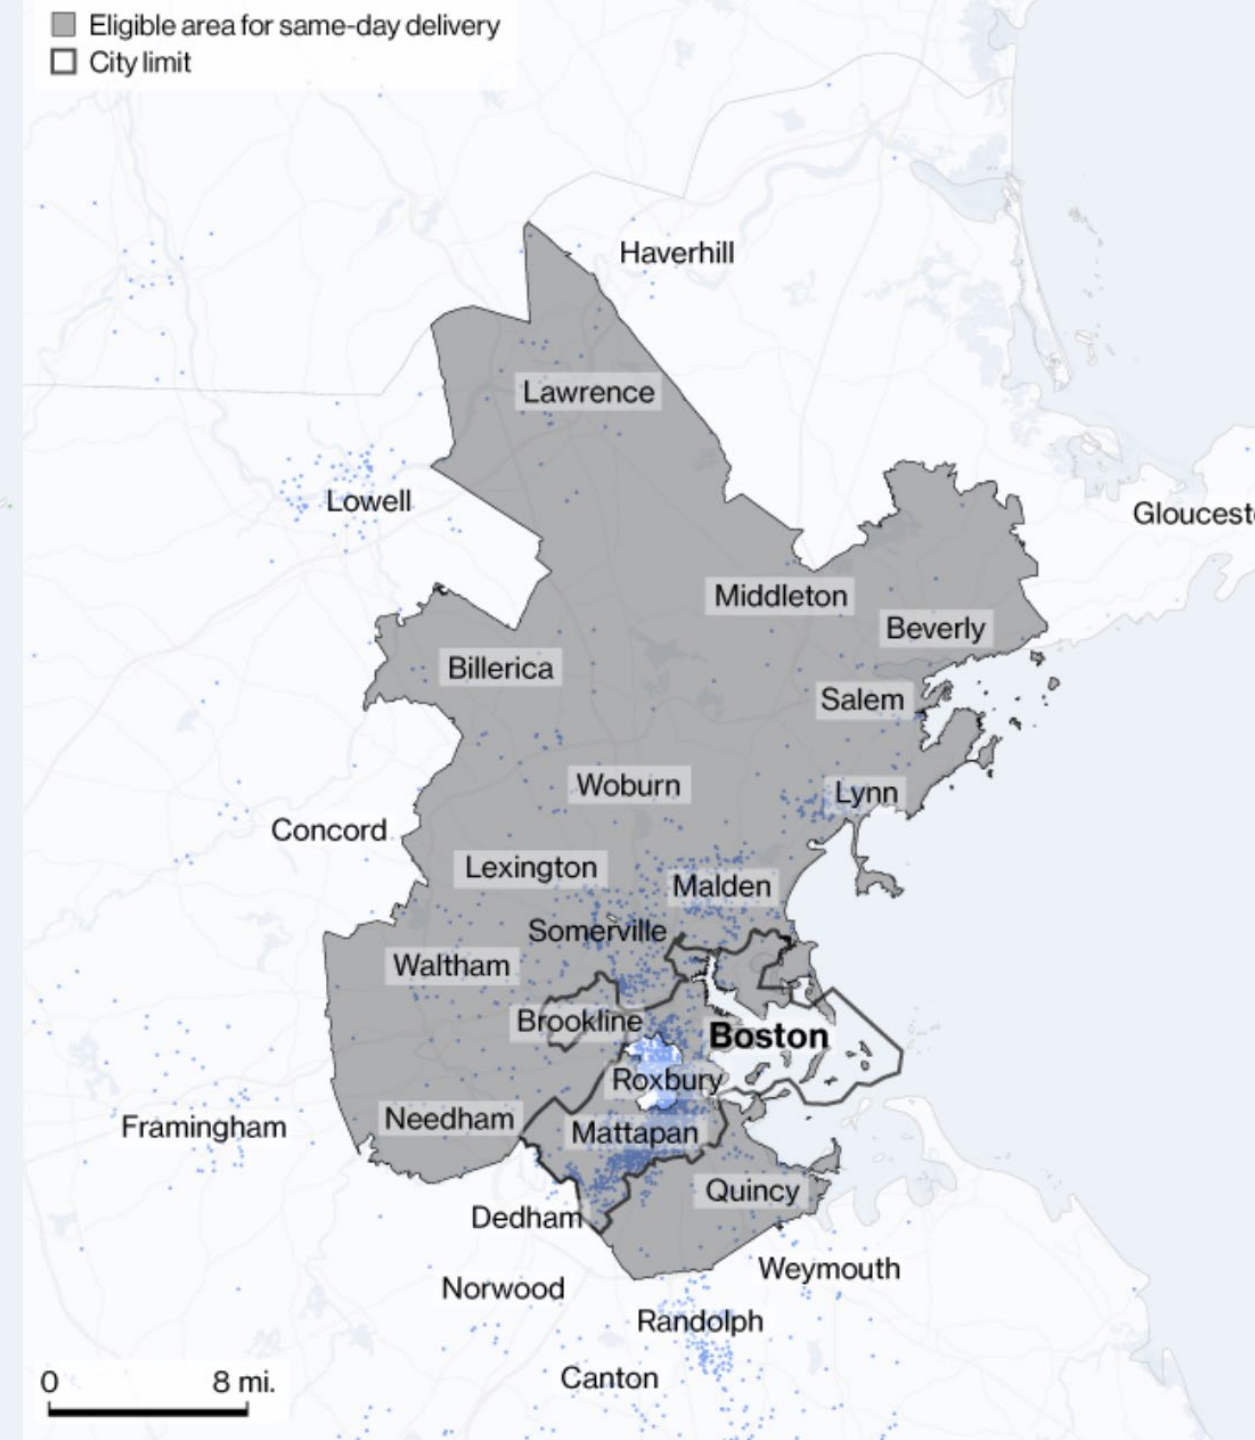 Eligible area for same-day delivery
City limit
Haverhill
Lawrence
Lowell
Gloucest
Middleton
Beverly
Billerica
Salem
Woburn
Lynn
Concord
Lexington
Malden
Somerville
Waltham
Brookline
Boston
Roxbury
Framingham
Needham
Mattapan
Quincy
Dedham
Weymouth
Norwood
Randolph
Canton
0 8 mi.